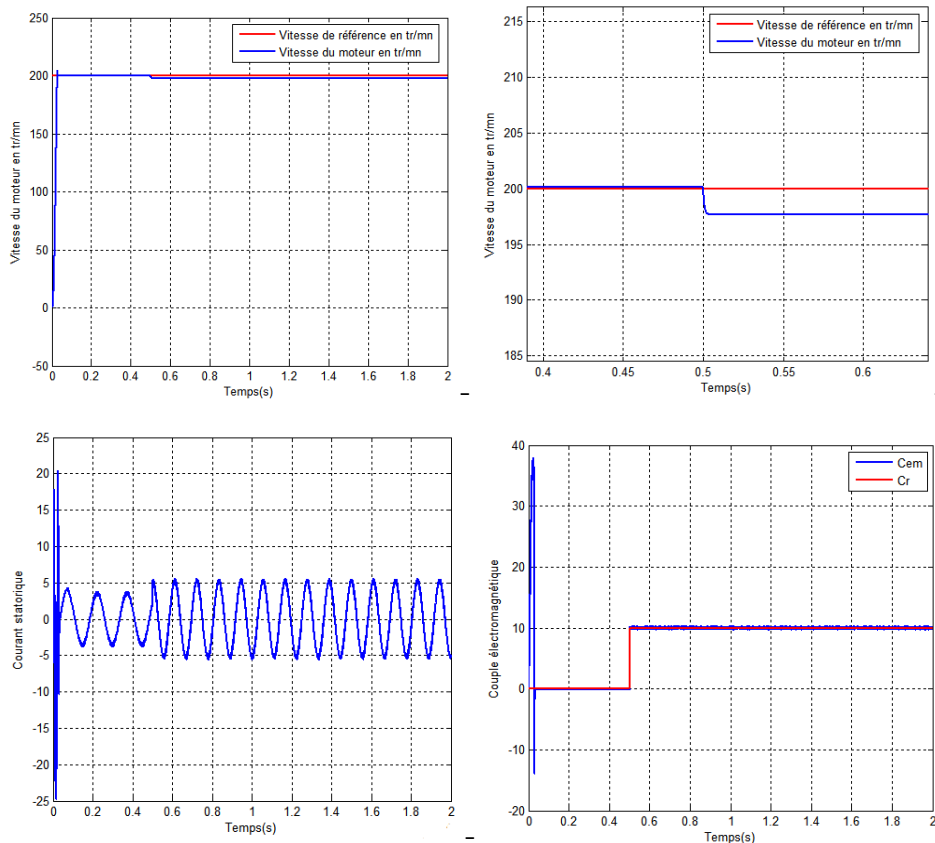 250
200
150
100
50
0
-50
0 0.2 0.4 0.6 0.8 1 1.2 1.4 1.6 1.8 2
Temps(s)
Vitesse du moteur en tr/mn
Vitesse de référence en tr/mn
Vitesse du moteur en tr/mn
215
210
205
200
195
190
185
0.4 0.45 0.5 0.55 0.6
Temps(s)
Vitesse du moteur en tr/mn
Vitesse de référence en tr/mn
Vitesse du moteur en tr/mn
25
20
15
10
5
0
-5
-10
-15
-20
-25
0 0.2 0.4 0.6 0.8 1 1.2 1.4 1.6 1.8 2
Temps(s)
Courant statorique
40
30
20
10
0
-10
-20
0 0.2 0.4 0.6 0.8 1 1.2 1.4 1.6 1.8 2
Temps(s)
Couple électromagnétique
Cem
Cr